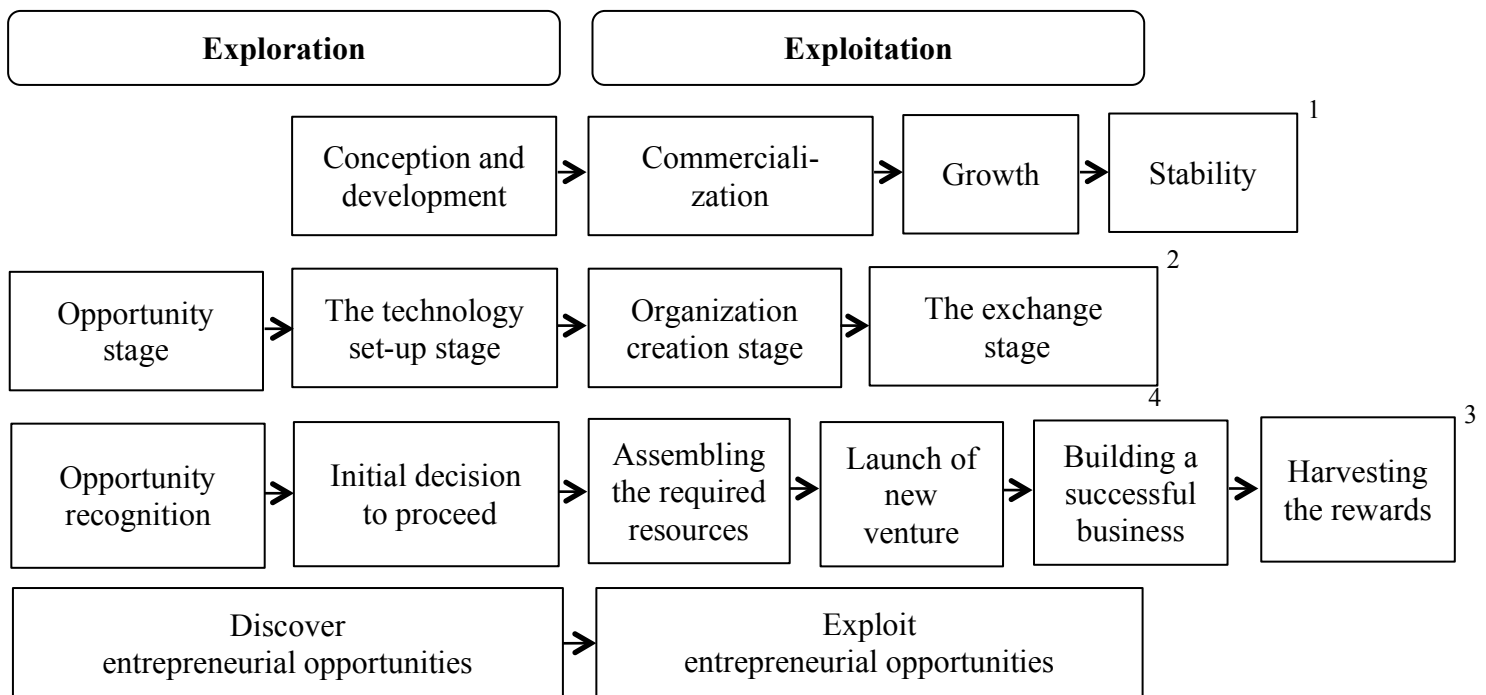 Exploration
Exploitation
1
Conception and
development
Commerciali-
zation
Growth
Stability
2
Opportunity
stage
The technology
set-up stage
Organization
creation stage
The exchange
stage
4
3
Opportunity
recognition
Initial decision
to proceed
Assembling
the required
resources
Launch of
new
venture
Building a
successful
business
Harvesting
the rewards
Discover
entrepreneurial opportunities
Exploit
entrepreneurial opportunities